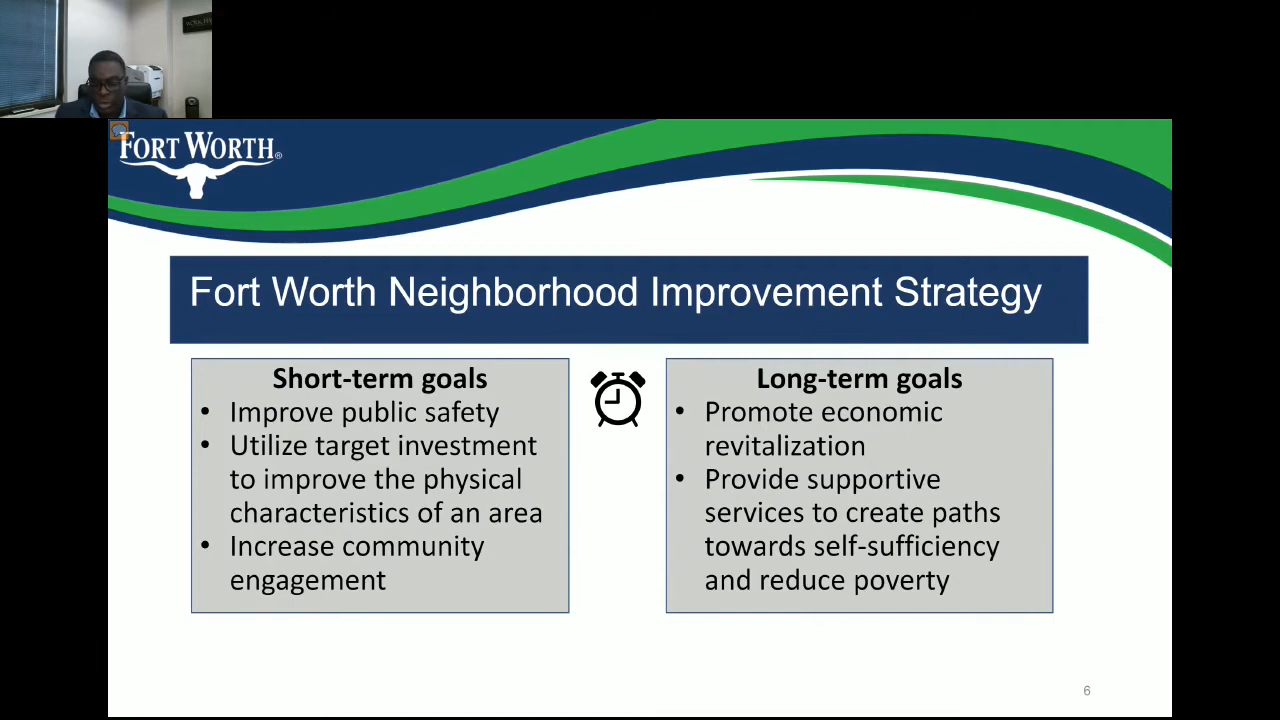 FORT WORTH®
Fort Worth Neighborhood Improvement Strategy
Short-term goals
• Improve public safety
• Utilize target investment
to improve the physical
characteristics of an area
• Increase community
engagement
Long-term goals
• Promote economic
revitalization
• Provide supportive
services to create paths
towards self-sufficiency
and reduce poverty
6